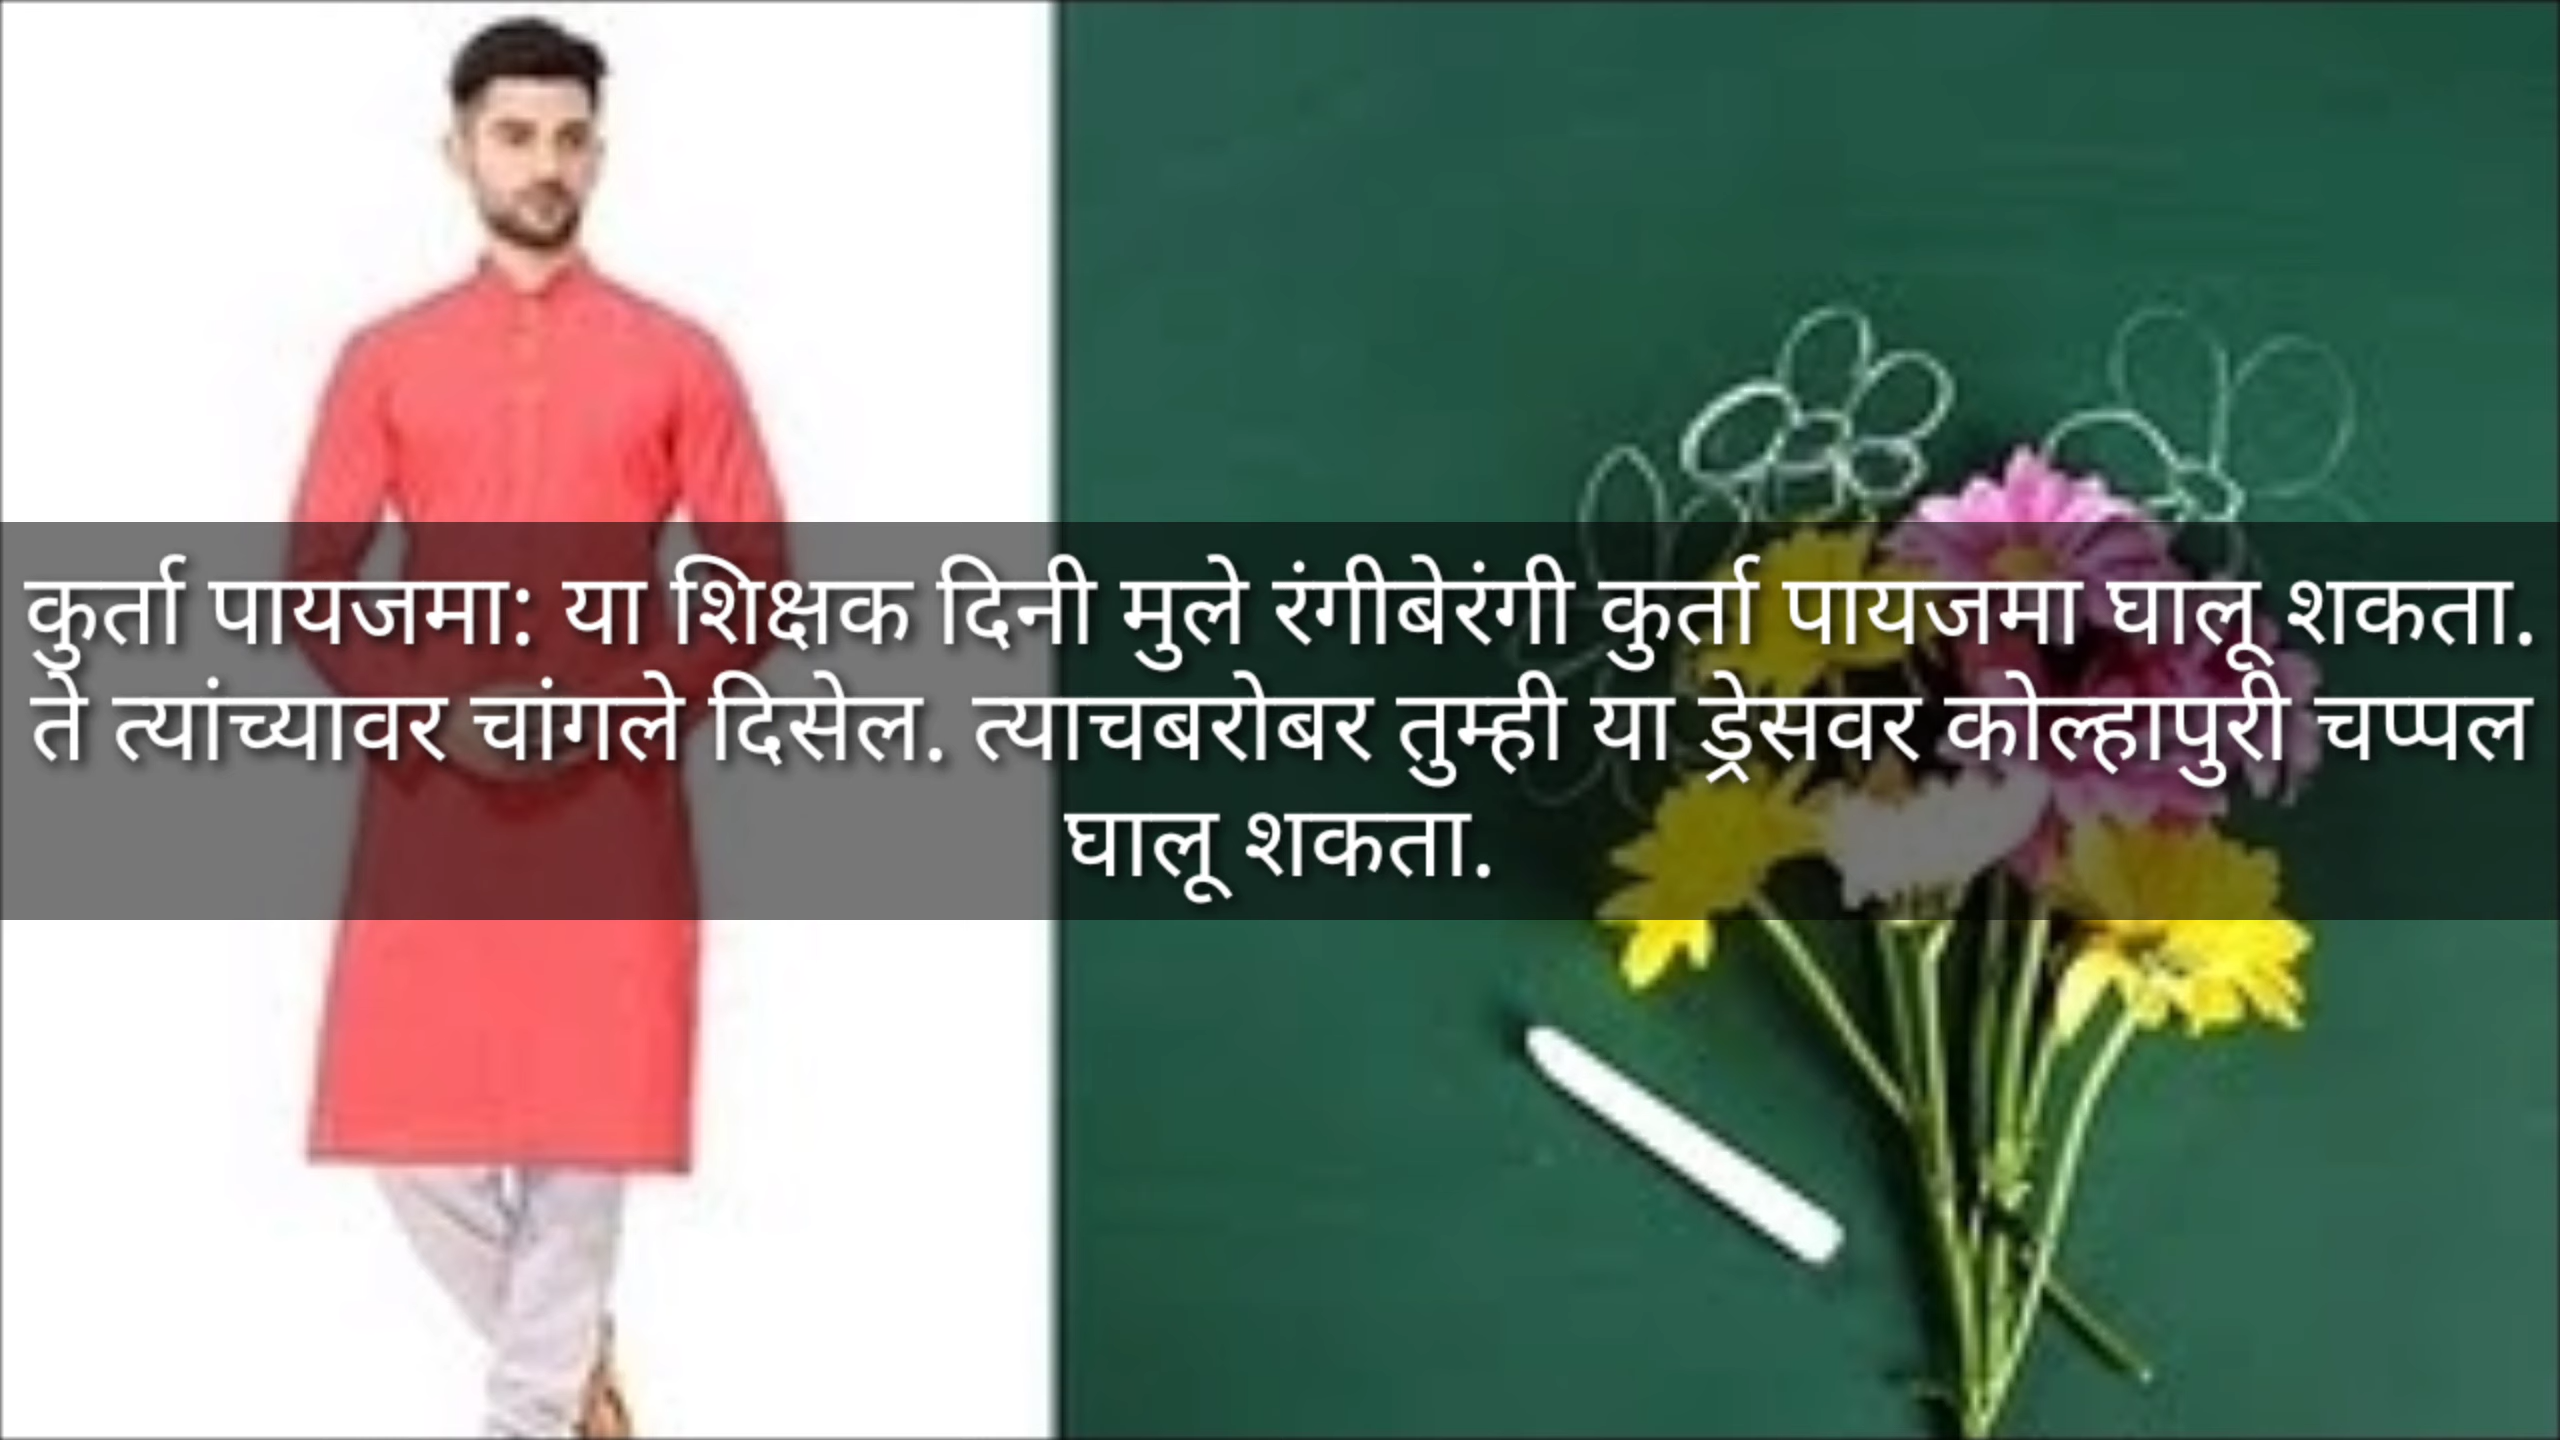 कुर्ता पायजमा: या शिक्षक दिनी मुले रंगीबेरंगी कुर्ता पायजमा घालू शकता.
ते त्यांच्यावर चांगले दिसेल. त्याचबरोबर तुम्ही या ड्रेसवर कोल्हापुरी चप्पल
घालू शकता.